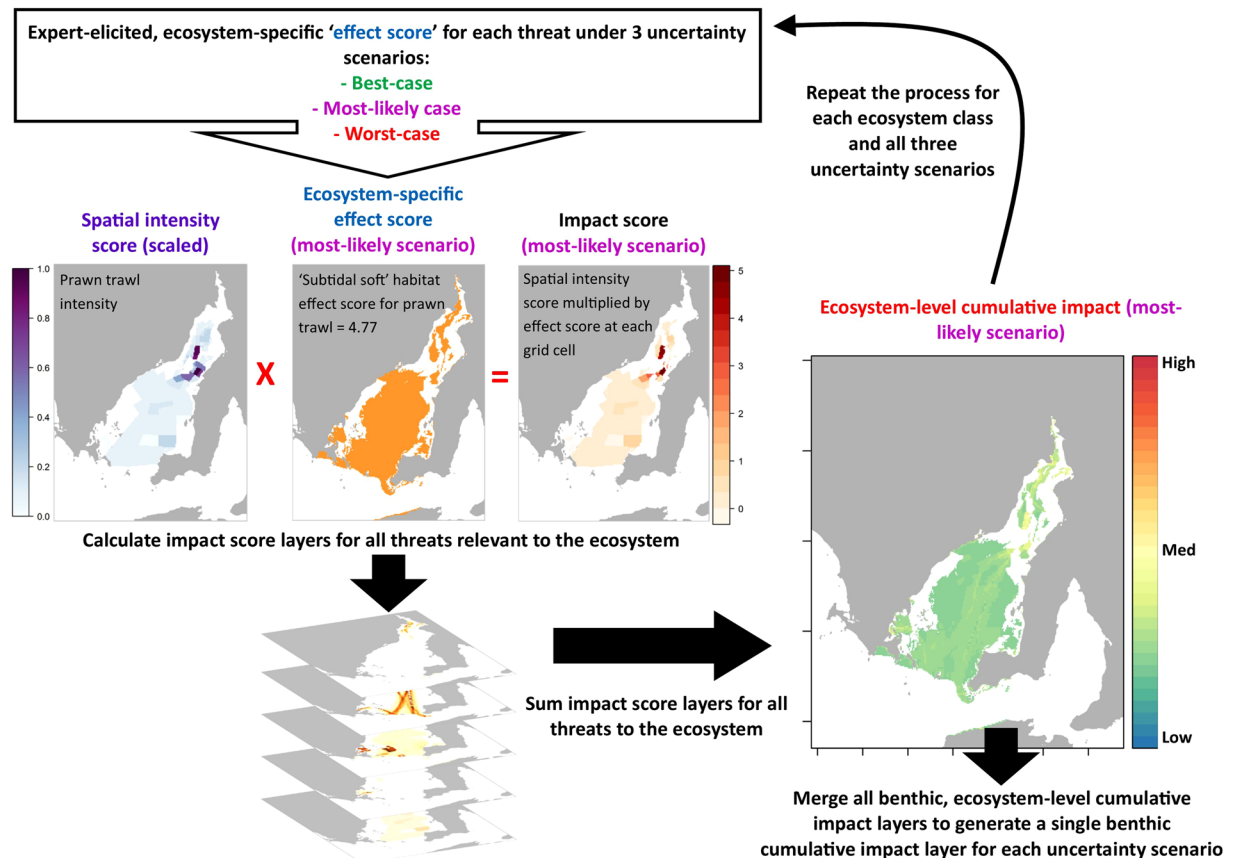 Expert-elicited, ecosystem-specific ‘effect score’ for each threat under 3 uncertainty
scenarios:
- Best-case
- Most-likely case
- Worst-case
Repeat the process for
each ecosystem class
and all three
uncertainty scenarios
Spatial intensity
score (scaled)
Ecosystem-specific
effect score
(most-likely scenario)
Impact score
(most-likely scenario)
1.0
0.8
0.6
0.4
0.2
0.0
Prawn trawl
intensity
X
‘Subtidal soft’ habitat
effect score for prawn
trawl = 4.77
=
Spatial intensity
score multiplied by
effect score at each
grid cell
5
4
3
2
1
0
Calculate impact score layers for all threats relevant to the ecosystem
Sum impact score layers for all
threats to the ecosystem
Ecosystem-level cumulative impact (most-
likely scenario)
High
Med
Low
Merge all benthic, ecosystem-level cumulative
impact layers to generate a single benthic
cumulative impact layer for each uncertainty scenario